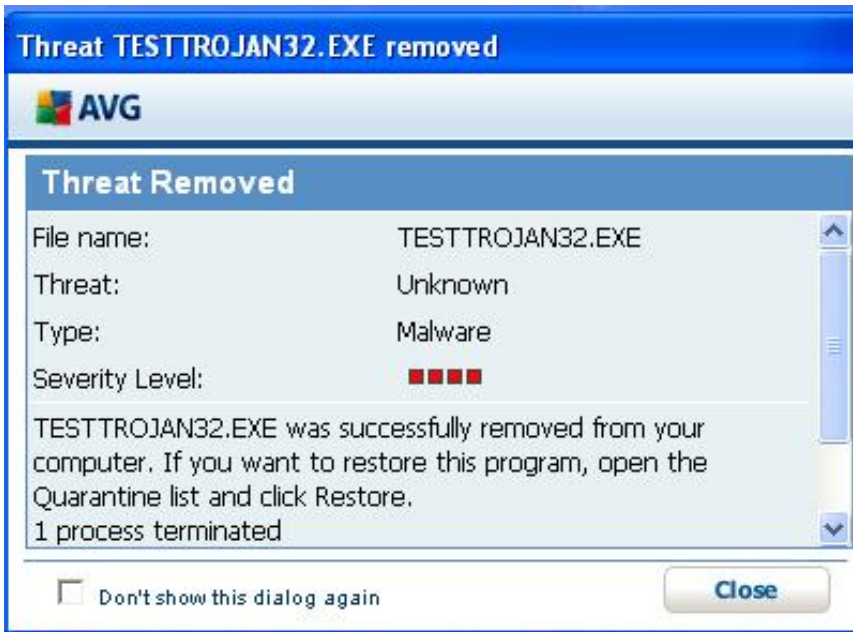 Threat TESTTROJAN32.EXE removed
AVG
Threat Removed
File name: TESTTROJAN32.EXE
Threat: Unknown
Type: Malware
Severity Level:
TESTTROJAN32.EXE was successfully removed from your
computer. If you want to restore this program, open the
Quarantine list and click Restore.
1 process terminated
Don't show this dialog again
Close